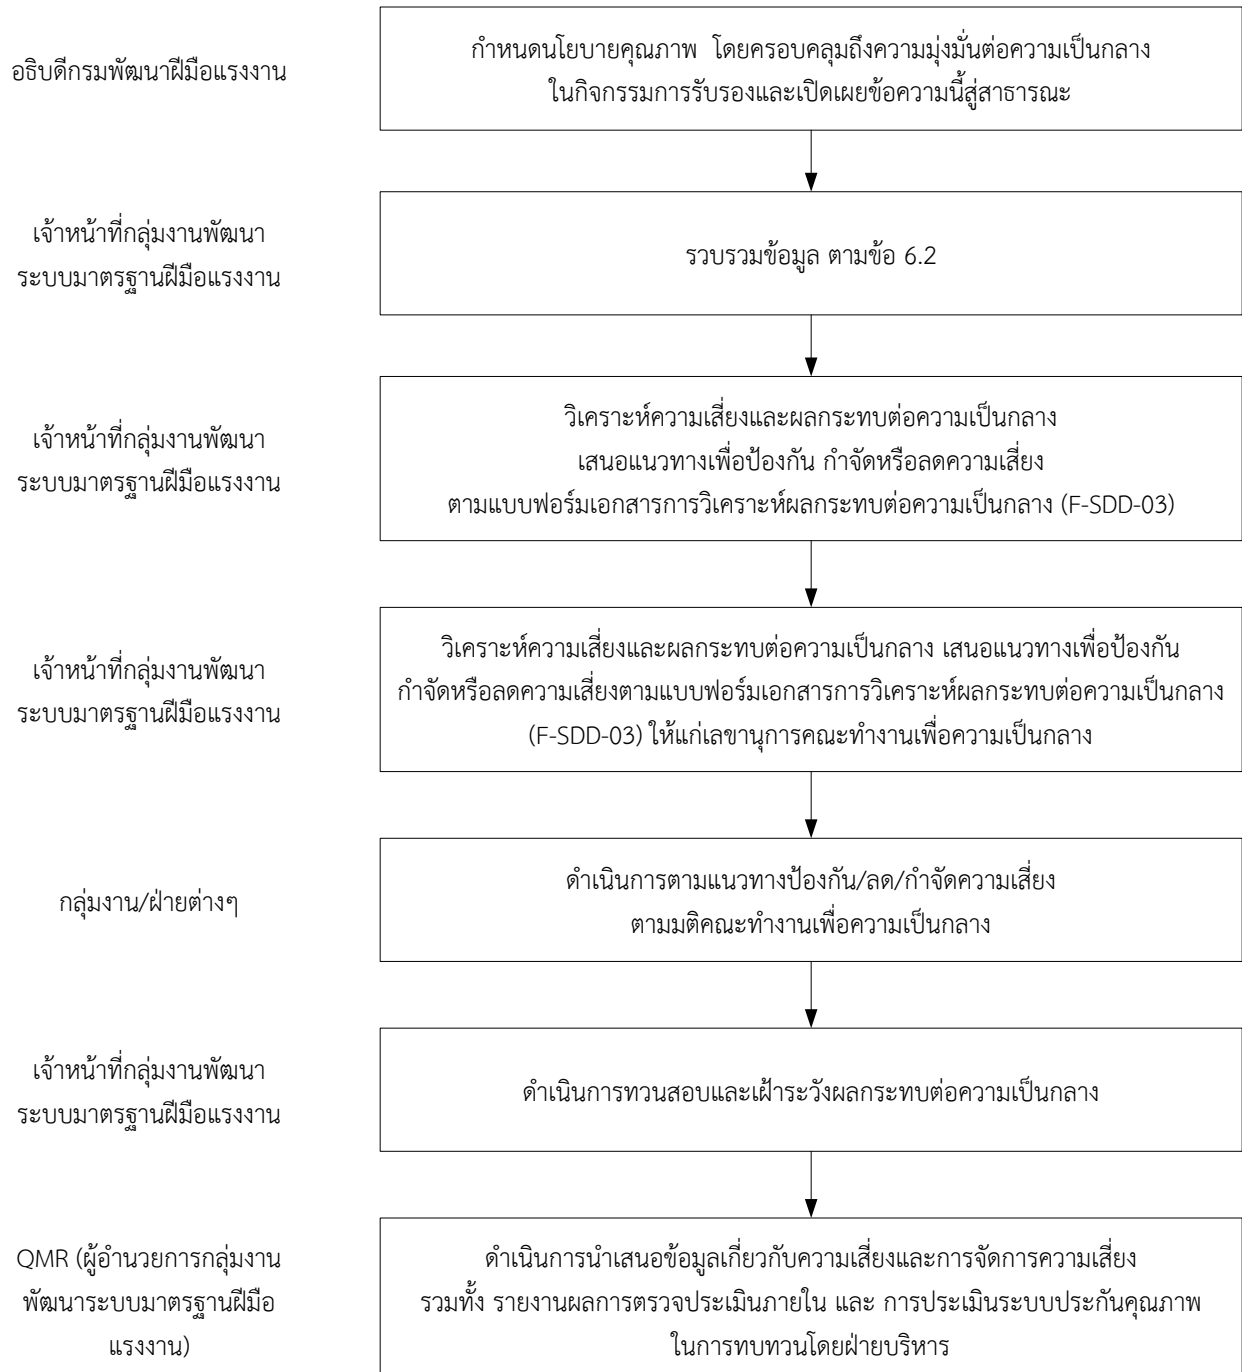 อธิบดีกรมพัฒนาฝีมือแรงงาน
กำหนดนโยบายคุณภาพ โดยครอบคลุมถึงความมุ่งมั่นต่อความเป็นกลาง
ในกิจกรรมการรับรองและเปิดเผยข้อความนี้สู่สาธารณะ
เจ้าหน้าที่กลุ่มงานพัฒนา
ระบบมาตรฐานฝีมือแรงงาน
รวบรวมข้อมูล ตามข้อ 6.2
เจ้าหน้าที่กลุ่มงานพัฒนา
ระบบมาตรฐานฝีมือแรงงาน
วิเคราะห์ความเสี่ยงและผลกระทบต่อความเป็นกลาง
เสนอแนวทางเพื่อป้องกัน กำจัดหรือลดความเสี่ยง
ตามแบบฟอร์มเอกสารการวิเคราะห์ผลกระทบต่อความเป็นกลาง (F-SDD-03)
เจ้าหน้าที่กลุ่มงานพัฒนา
ระบบมาตรฐานฝีมือแรงงาน
วิเคราะห์ความเสี่ยงและผลกระทบต่อความเป็นกลาง เสนอแนวทางเพื่อป้องกัน
กำจัดหรือลดความเสี่ยงตามแบบฟอร์มเอกสารการวิเคราะห์ผลกระทบต่อความเป็นกลาง
(F-SDD-03) ให้แก่เลขานุการคณะทำงานเพื่อความเป็นกลาง
กลุ่มงาน/ฝ่ายต่างๆ
ดำเนินการตามแนวทางป้องกัน/ลด/กำจัดความเสี่ยง
ตามมติคณะทำงานเพื่อความเป็นกลาง
เจ้าหน้าที่กลุ่มงานพัฒนา
ระบบมาตรฐานฝีมือแรงงาน
ดำเนินการทวนสอบและเฝ้าระวังผลกระทบต่อความเป็นกลาง
QMR (ผู้อำนวยการกลุ่มงาน
พัฒนาระบบมาตรฐานฝีมือ
แรงงาน)
ดำเนินการนำเสนอข้อมูลเกี่ยวกับความเสี่ยงและการจัดการความเสี่ยง
รวมทั้ง รายงานผลการตรวจประเมินภายใน และ การประเมินระบบประกันคุณภาพ
ในการทบทวนโดยฝ่ายบริหาร